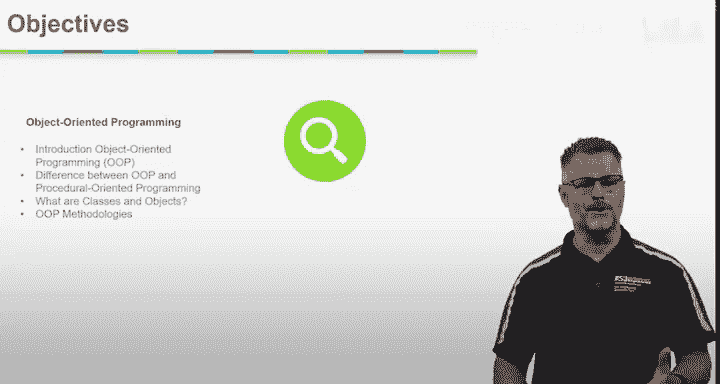 Objectives
Object-Oriented Programming
• Introduction Object-Oriented
Programming (OOP)
• Difference between OOP and
Procedural-Oriented Programming
• What are Classes and Objects?
• OOP Methodologies